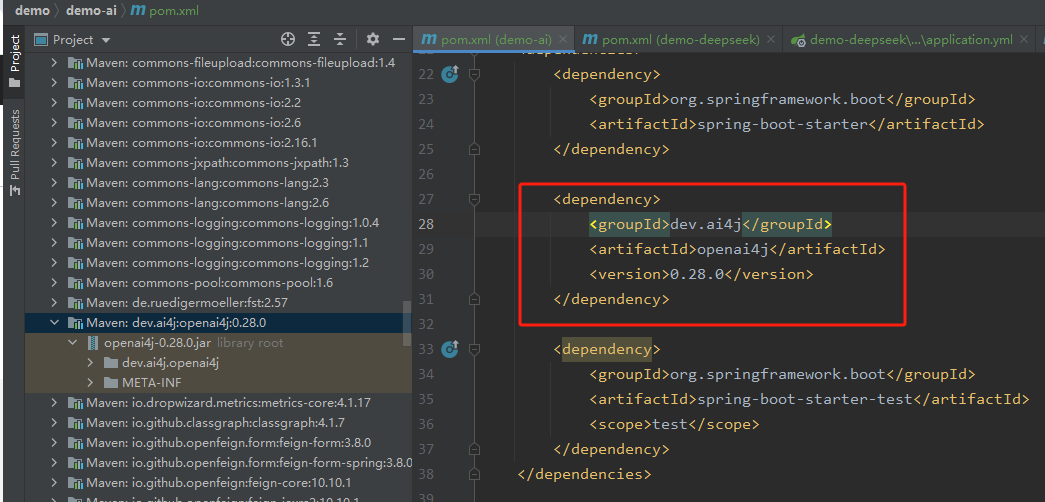 demo demo-ai pom.xml
Project
Pull Requests
Project
Maven: commons-fileupload:commons-fileupload:1.4
Maven: commons-io:commons-io:1.3.1
Maven: commons-io:commons-io:2.2
Maven: commons-io:commons-io:2.6
Maven: commons-io:commons-io:2.16.1
Maven: commons-jxpath:commons-jxpath:1.3
Maven: commons-lang:commons-lang:2.3
Maven: commons-lang:commons-lang:2.6
Maven: commons-logging:commons-logging:1.0.4
Maven: commons-logging:commons-logging:1.1
Maven: commons-logging:commons-logging:1.2
Maven: commons-pool:commons-pool:1.6
Maven: de.ruedigermoeller:fst:2.57
Maven: dev.ai4j:openai4j:0.28.0
openai4j-0.28.0.jar library root
dev.ai4j.openai4j
META-INF
Maven: io.dropwizard.metrics:metrics-core:4.1.17
Maven: io.github.classgraph:classgraph:4.1.7
Maven: io.github.openfeign.form:feign-form:3.8.0
Maven: io.github.openfeign.form:feign-form-spring:3.8.0
Maven: io.github.openfeign:feign-core:10.10.1
pom.xml (demo-ai) pom.xml (demo-deepseek) demo-deepseek\...\application.yml
22 <dependency>
23 <groupId>org.springframework.boot</groupId>
24 <artifactId>spring-boot-starter</artifactId>
25 </dependency>
26
27 <dependency>
28 <groupId>dev.ai4j</groupId>
29 <artifactId>openai4j</artifactId>
30 <version>0.28.0</version>
31 </dependency>
32
33 <dependency>
34 <groupId>org.springframework.boot</groupId>
35 <artifactId>spring-boot-starter-test</artifactId>
36 <scope>test</scope>
37 </dependency>
38 </dependencies>
39